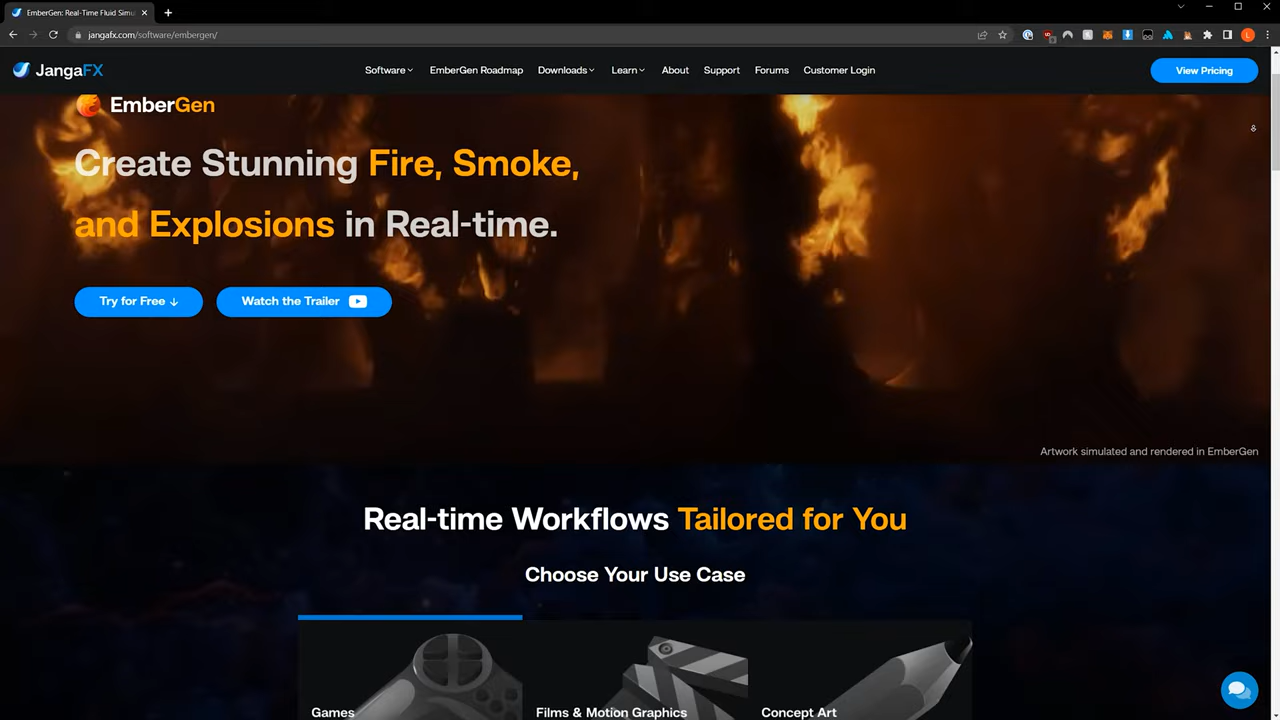 EmberGen: Real-Time Fluid Simu
jangafx.com/software/embergen/
L
JangaFX
Software
EmberGen Roadmap
Downloads
Learn
About
Support
Forums
Customer Login
View Pricing
EmberGen
Create Stunning Fire, Smoke,
and Explosions in Real-time.
Try for Free ↓
Watch the Trailer
Artwork simulated and rendered in EmberGen
Real-time Workflows Tailored for You
Choose Your Use Case
Games
Films & Motion Graphics
Concept Art